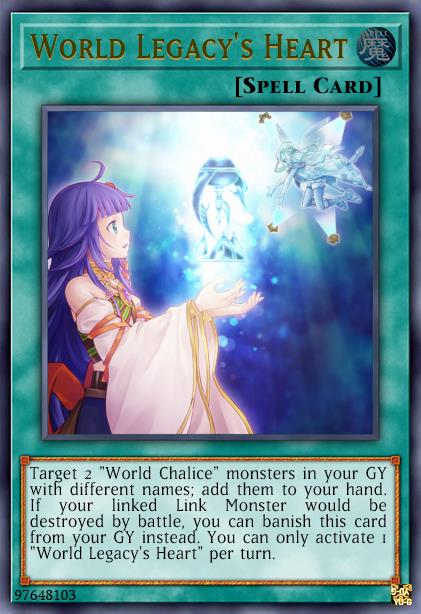 WORLD LEGACY'S HEART
魔
[SPELL CARD]
Target 2 "World Chalice" monsters in your GY
with different names; add them to your hand.
If your linked Link Monster would be
destroyed by battle, you can banish this card
from your GY instead. You can only activate 1
"World Legacy's Heart" per turn.
97648103